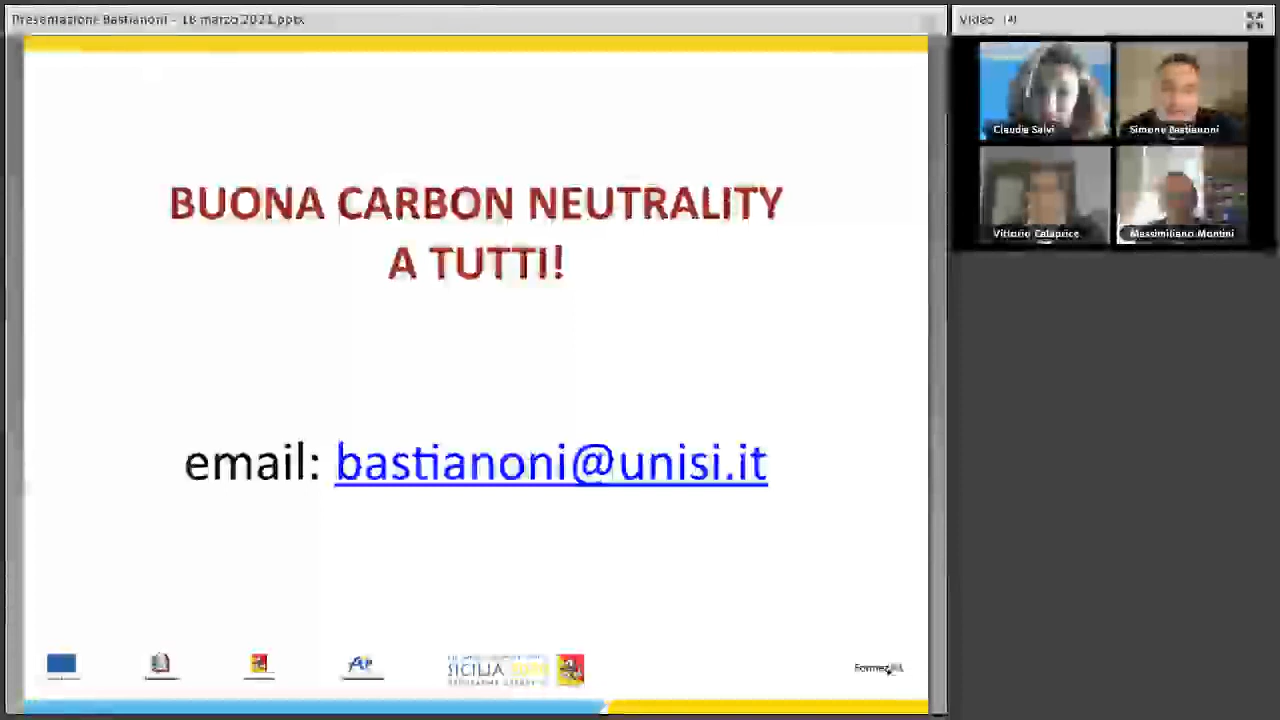 Presentazione Bastianoni - 18 marzo 2021.pptx
Video (4)
Claudia Salvi
Simone Bastianoni
Vittorio Calaprice
Massimiliano Montini
BUONA CARBON NEUTRALITY
A TUTTI!
email: bastianoni@unisi.it
SICILIA